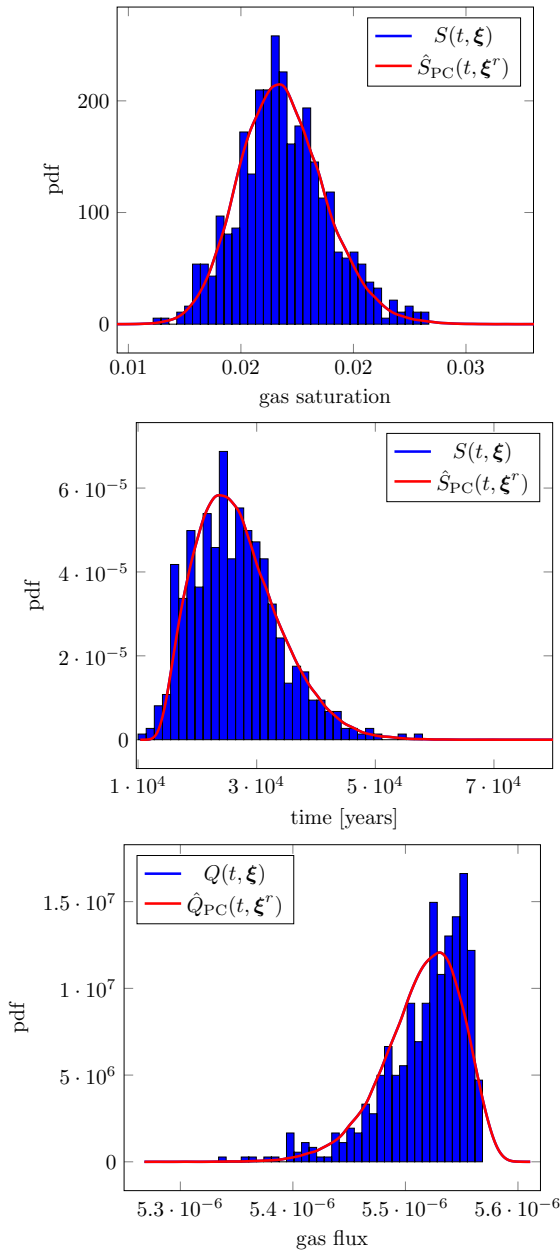 S(t, ξ)
Ŝ_PC(t, ξ^r)
200
100
0
pdf
0.01 0.02 0.02 0.03
gas saturation
S(t, ξ)
Ŝ_PC(t, ξ^r)
6 · 10^−5
4 · 10^−5
2 · 10^−5
0
pdf
1 · 10^4 3 · 10^4 5 · 10^4 7 · 10^4
time [years]
Q(t, ξ)
Q̂_PC(t, ξ^r)
1.5 · 10^7
1 · 10^7
5 · 10^6
0
pdf
5.3 · 10^−6 5.4 · 10^−6 5.5 · 10^−6 5.6 · 10^−6
gas flux